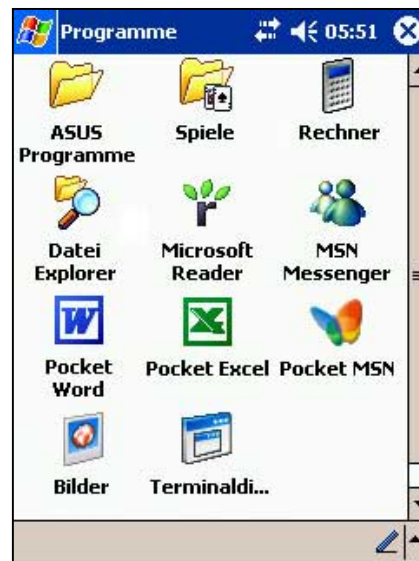 Programme 05:51
ASUS Programme
Spiele
Rechner
Datei Explorer
Microsoft Reader
MSN Messenger
Pocket Word
Pocket Excel
Pocket MSN
Bilder
Terminaldi...